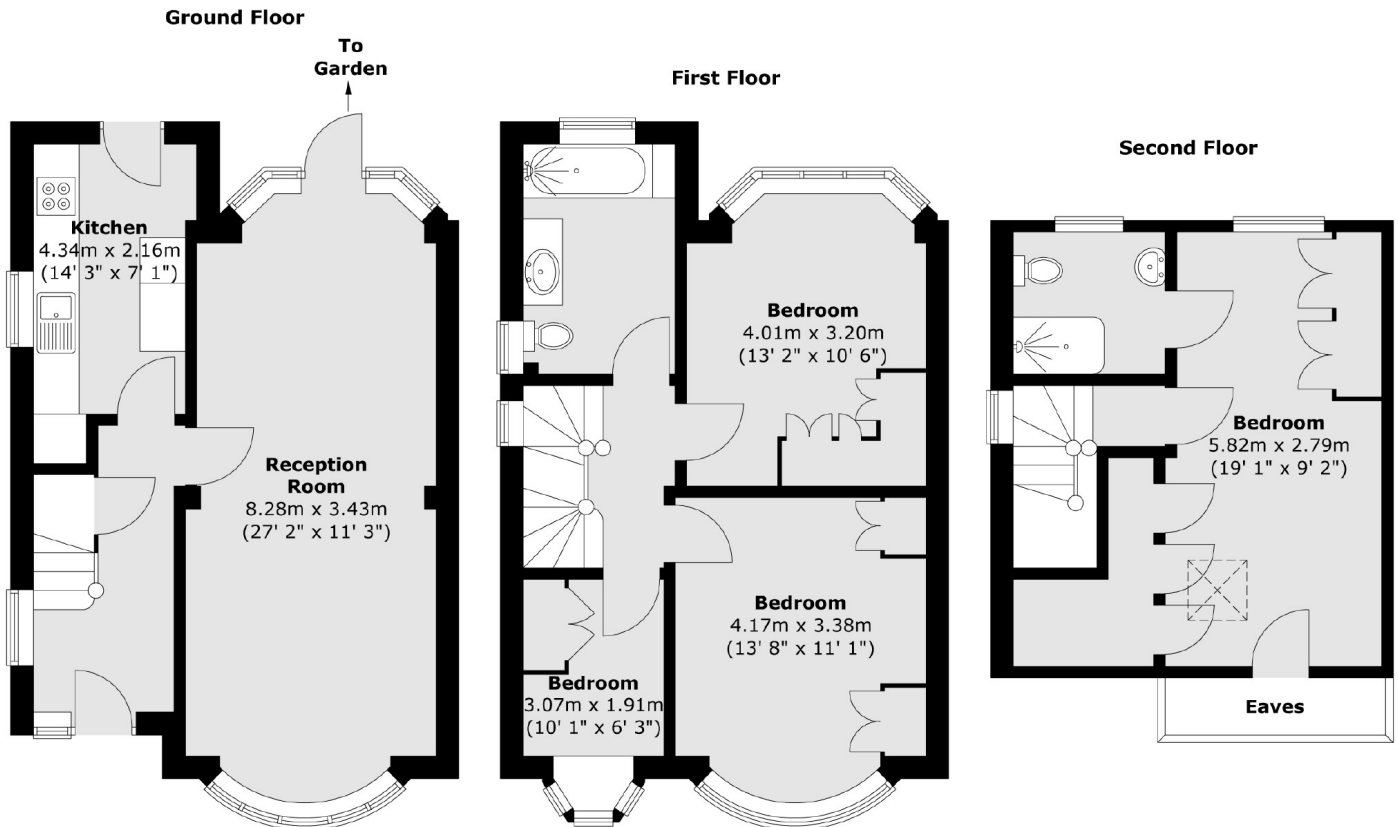 Ground Floor
To
Garden
Kitchen
4.34m x 2.16m
(14' 3" x 7' 1")
Reception
Room
8.28m x 3.43m
(27' 2" x 11' 3")
First Floor
Bedroom
4.01m x 3.20m
(13' 2" x 10' 6")
Bedroom
4.17m x 3.38m
(13' 8" x 11' 1")
Bedroom
3.07m x 1.91m
(10' 1" x 6' 3")
Second Floor
Bedroom
5.82m x 2.79m
(19' 1" x 9' 2")
Eaves